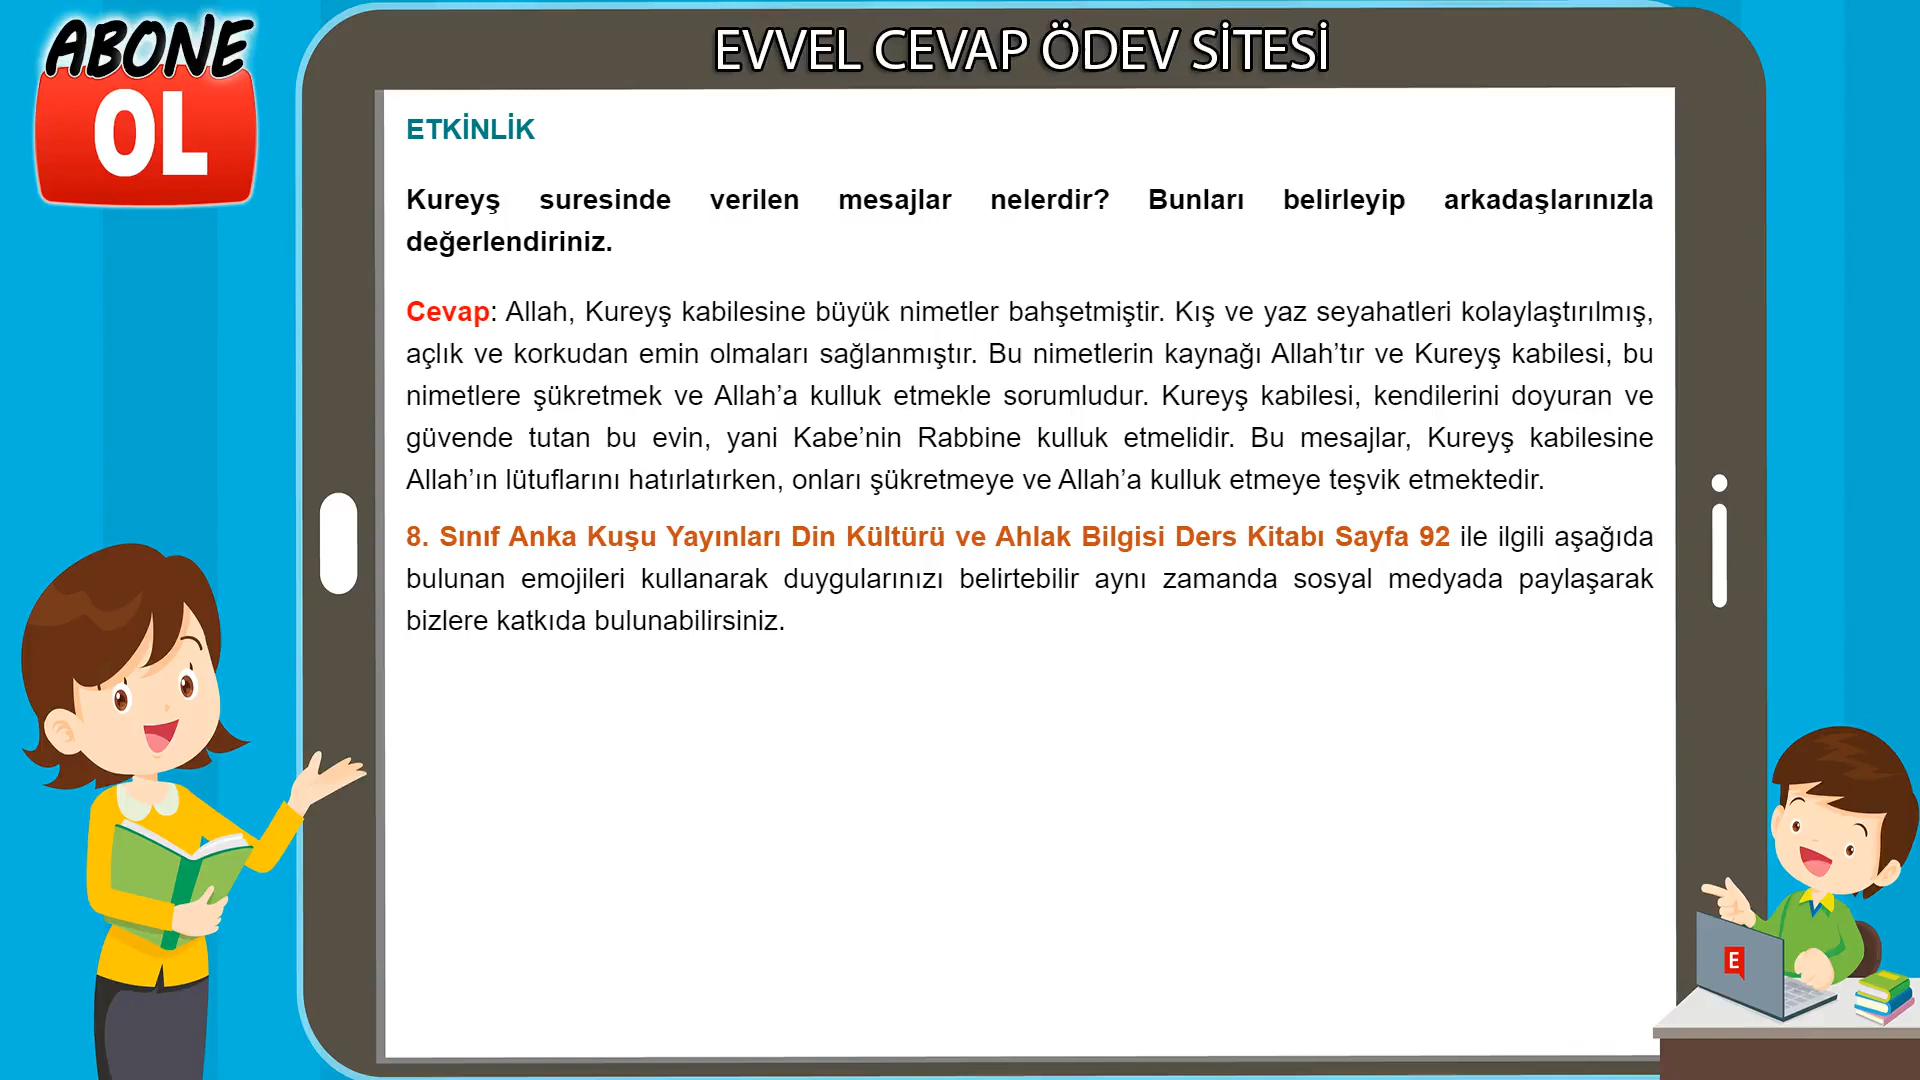 ABONE
OL
EVVEL CEVAP ÖDEV SİTESİ
ETKİNLİK
Kureyş suresinde verilen mesajlar nelerdir? Bunları belirleyip arkadaşlarınızla
değerlendiriniz.
Cevap: Allah, Kureyş kabilesine büyük nimetler bahşetmiştir. Kış ve yaz seyahatleri kolaylaştırılmış,
açlık ve korkudan emin olmaları sağlanmıştır. Bu nimetlerin kaynağı Allah’tır ve Kureyş kabilesi, bu
nimetlere şükretmek ve Allah’a kulluk etmekle sorumludur. Kureyş kabilesi, kendilerini doyuran ve
güvende tutan bu evin, yani Kabe’nin Rabbine kulluk etmelidir. Bu mesajlar, Kureyş kabilesine
Allah’ın lütuflarını hatırlatırken, onları şükretmeye ve Allah’a kulluk etmeye teşvik etmektedir.
8. Sınıf Anka Kuşu Yayınları Din Kültürü ve Ahlak Bilgisi Ders Kitabı Sayfa 92 ile ilgili aşağıda
bulunan emojileri kullanarak duygularınızı belirtebilir aynı zamanda sosyal medyada paylaşarak
bizlere katkıda bulunabilirsiniz.
E